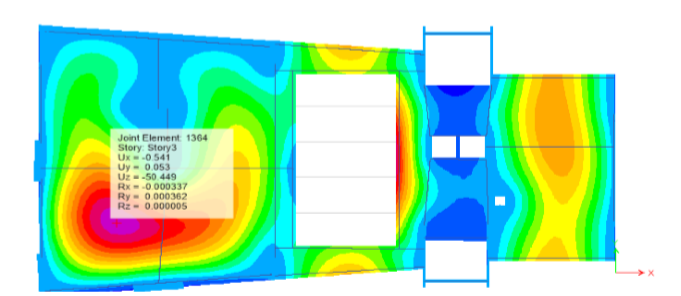 Joint Element: 1364
Story: Story3
Ux = -0.541
Uy = 0.053
Uz = -50.449
Rx = -0.000337
Ry = 0.000362
Rz = 0.000005
X